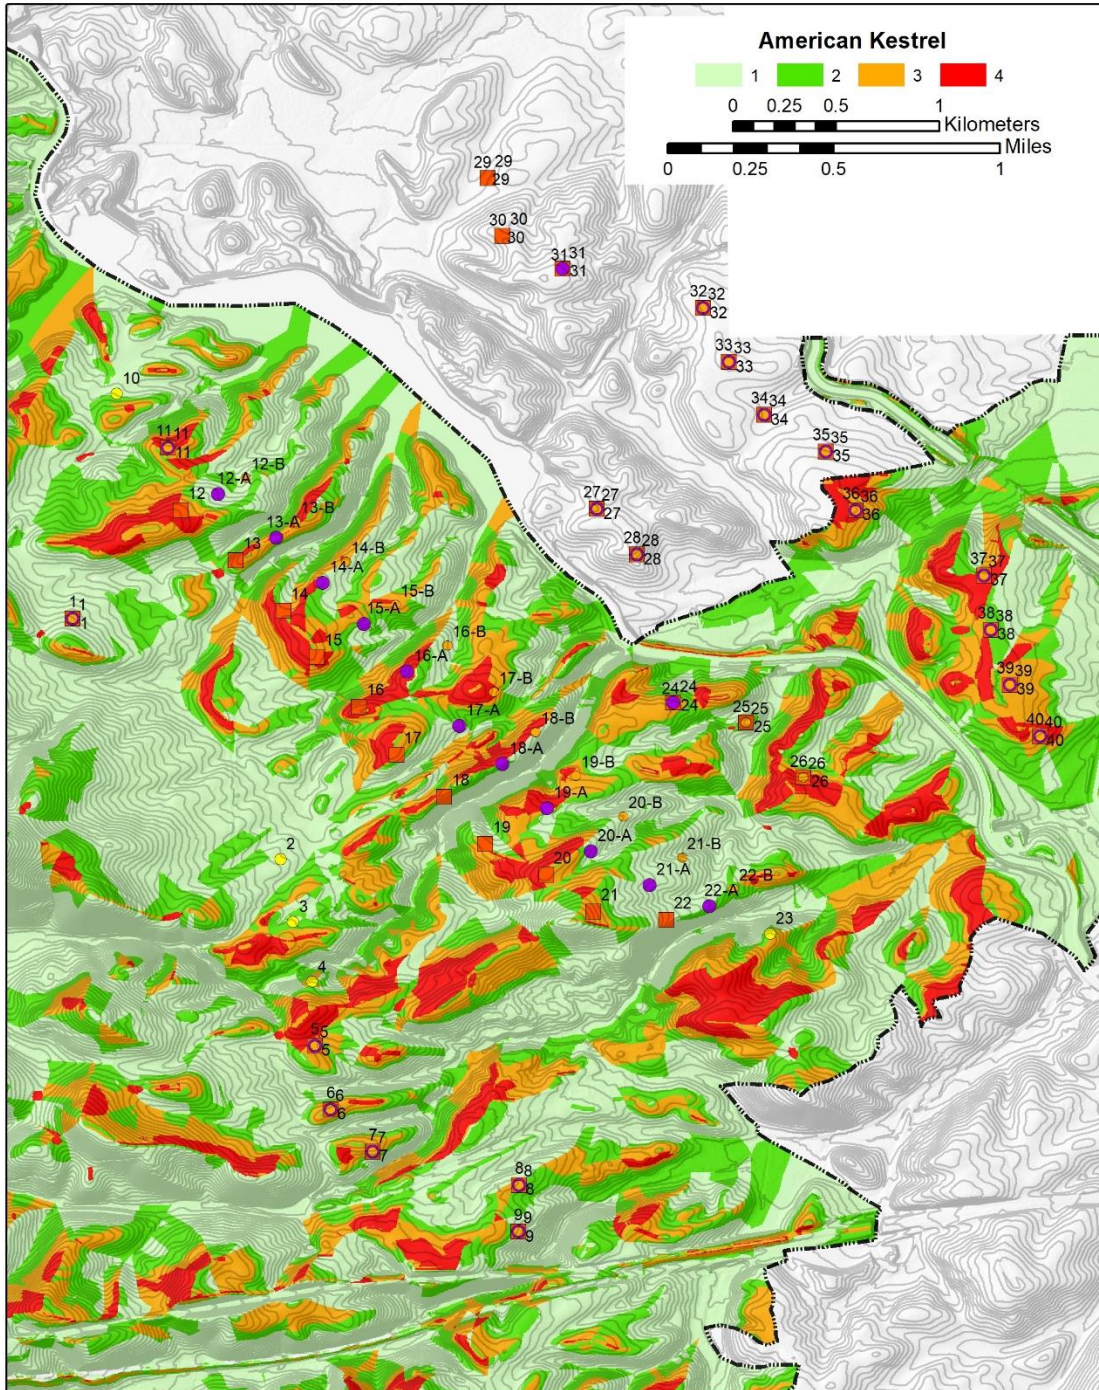 American Kestrel
1 2 3 4
0 0.25 0.5 1
Kilometers
Miles
0 0.25 0.5 1
29 29
29
30 30
30
31 31
31
32 32
32
33 33
33
34 34
34
35 35
35
10
11 11
11
12-B
12-A
12
27 27
27
36 36
36
13-B
13-A
13
28 28
28
14-B
14-A
14
37 37
37
1 1
1
15-B
15-A
15
38 38
38
16-B
16-A
16
39 39
39
17-B
17-A
17
24 24
24
25 25
25
40 40
40
18-B
18-A
18
26 26
26
19-B
19-A
19
20-B
20-A
20
2
21-B
21-A
21
22-B
22-A
22
3
23
4
5 5
5
6 6
6
7 7
7
8 8
8
9 9
9